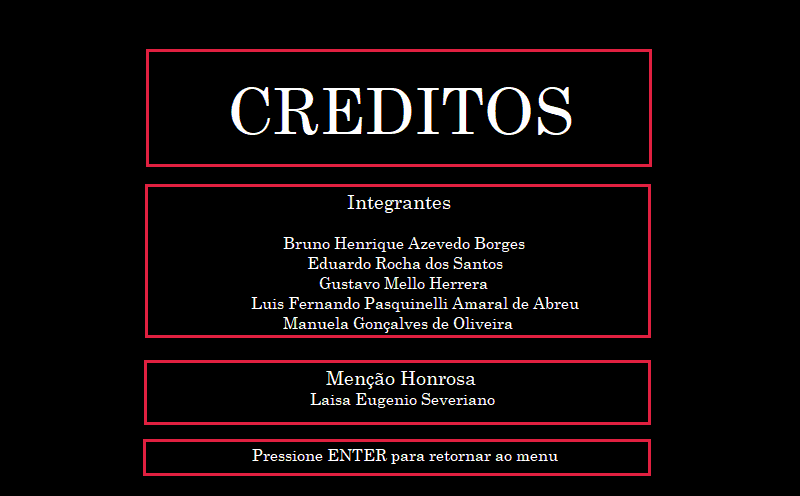 CREDITOS
Integrantes
Bruno Henrique Azevedo Borges
Eduardo Rocha dos Santos
Gustavo Mello Herrera
Luis Fernando Pasquinelli Amaral de Abreu
Manuela Gonçalves de Oliveira
Menção Honrosa
Laisa Eugenio Severiano
Pressione ENTER para retornar ao menu